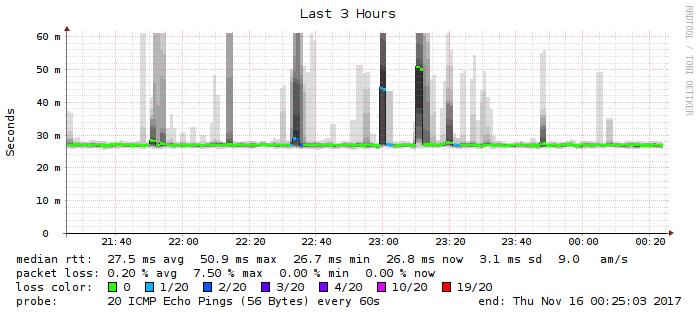 Last 3 Hours
RRDTOOL / TOBI OETIKER
Seconds
60 m
50 m
40 m
30 m
20 m
10 m
0
21:40 22:00 22:20 22:40 23:00 23:20 23:40 00:00 00:20
median rtt: 27.5 ms avg 50.9 ms max 26.7 ms min 26.8 ms now 3.1 ms sd 9.0 am/s
packet loss: 0.20 % avg 7.50 % max 0.00 % min 0.00 % now
loss color: 0 1/20 2/20 3/20 4/20 10/20 19/20
probe: 20 ICMP Echo Pings (56 Bytes) every 60s end: Thu Nov 16 00:25:03 2017